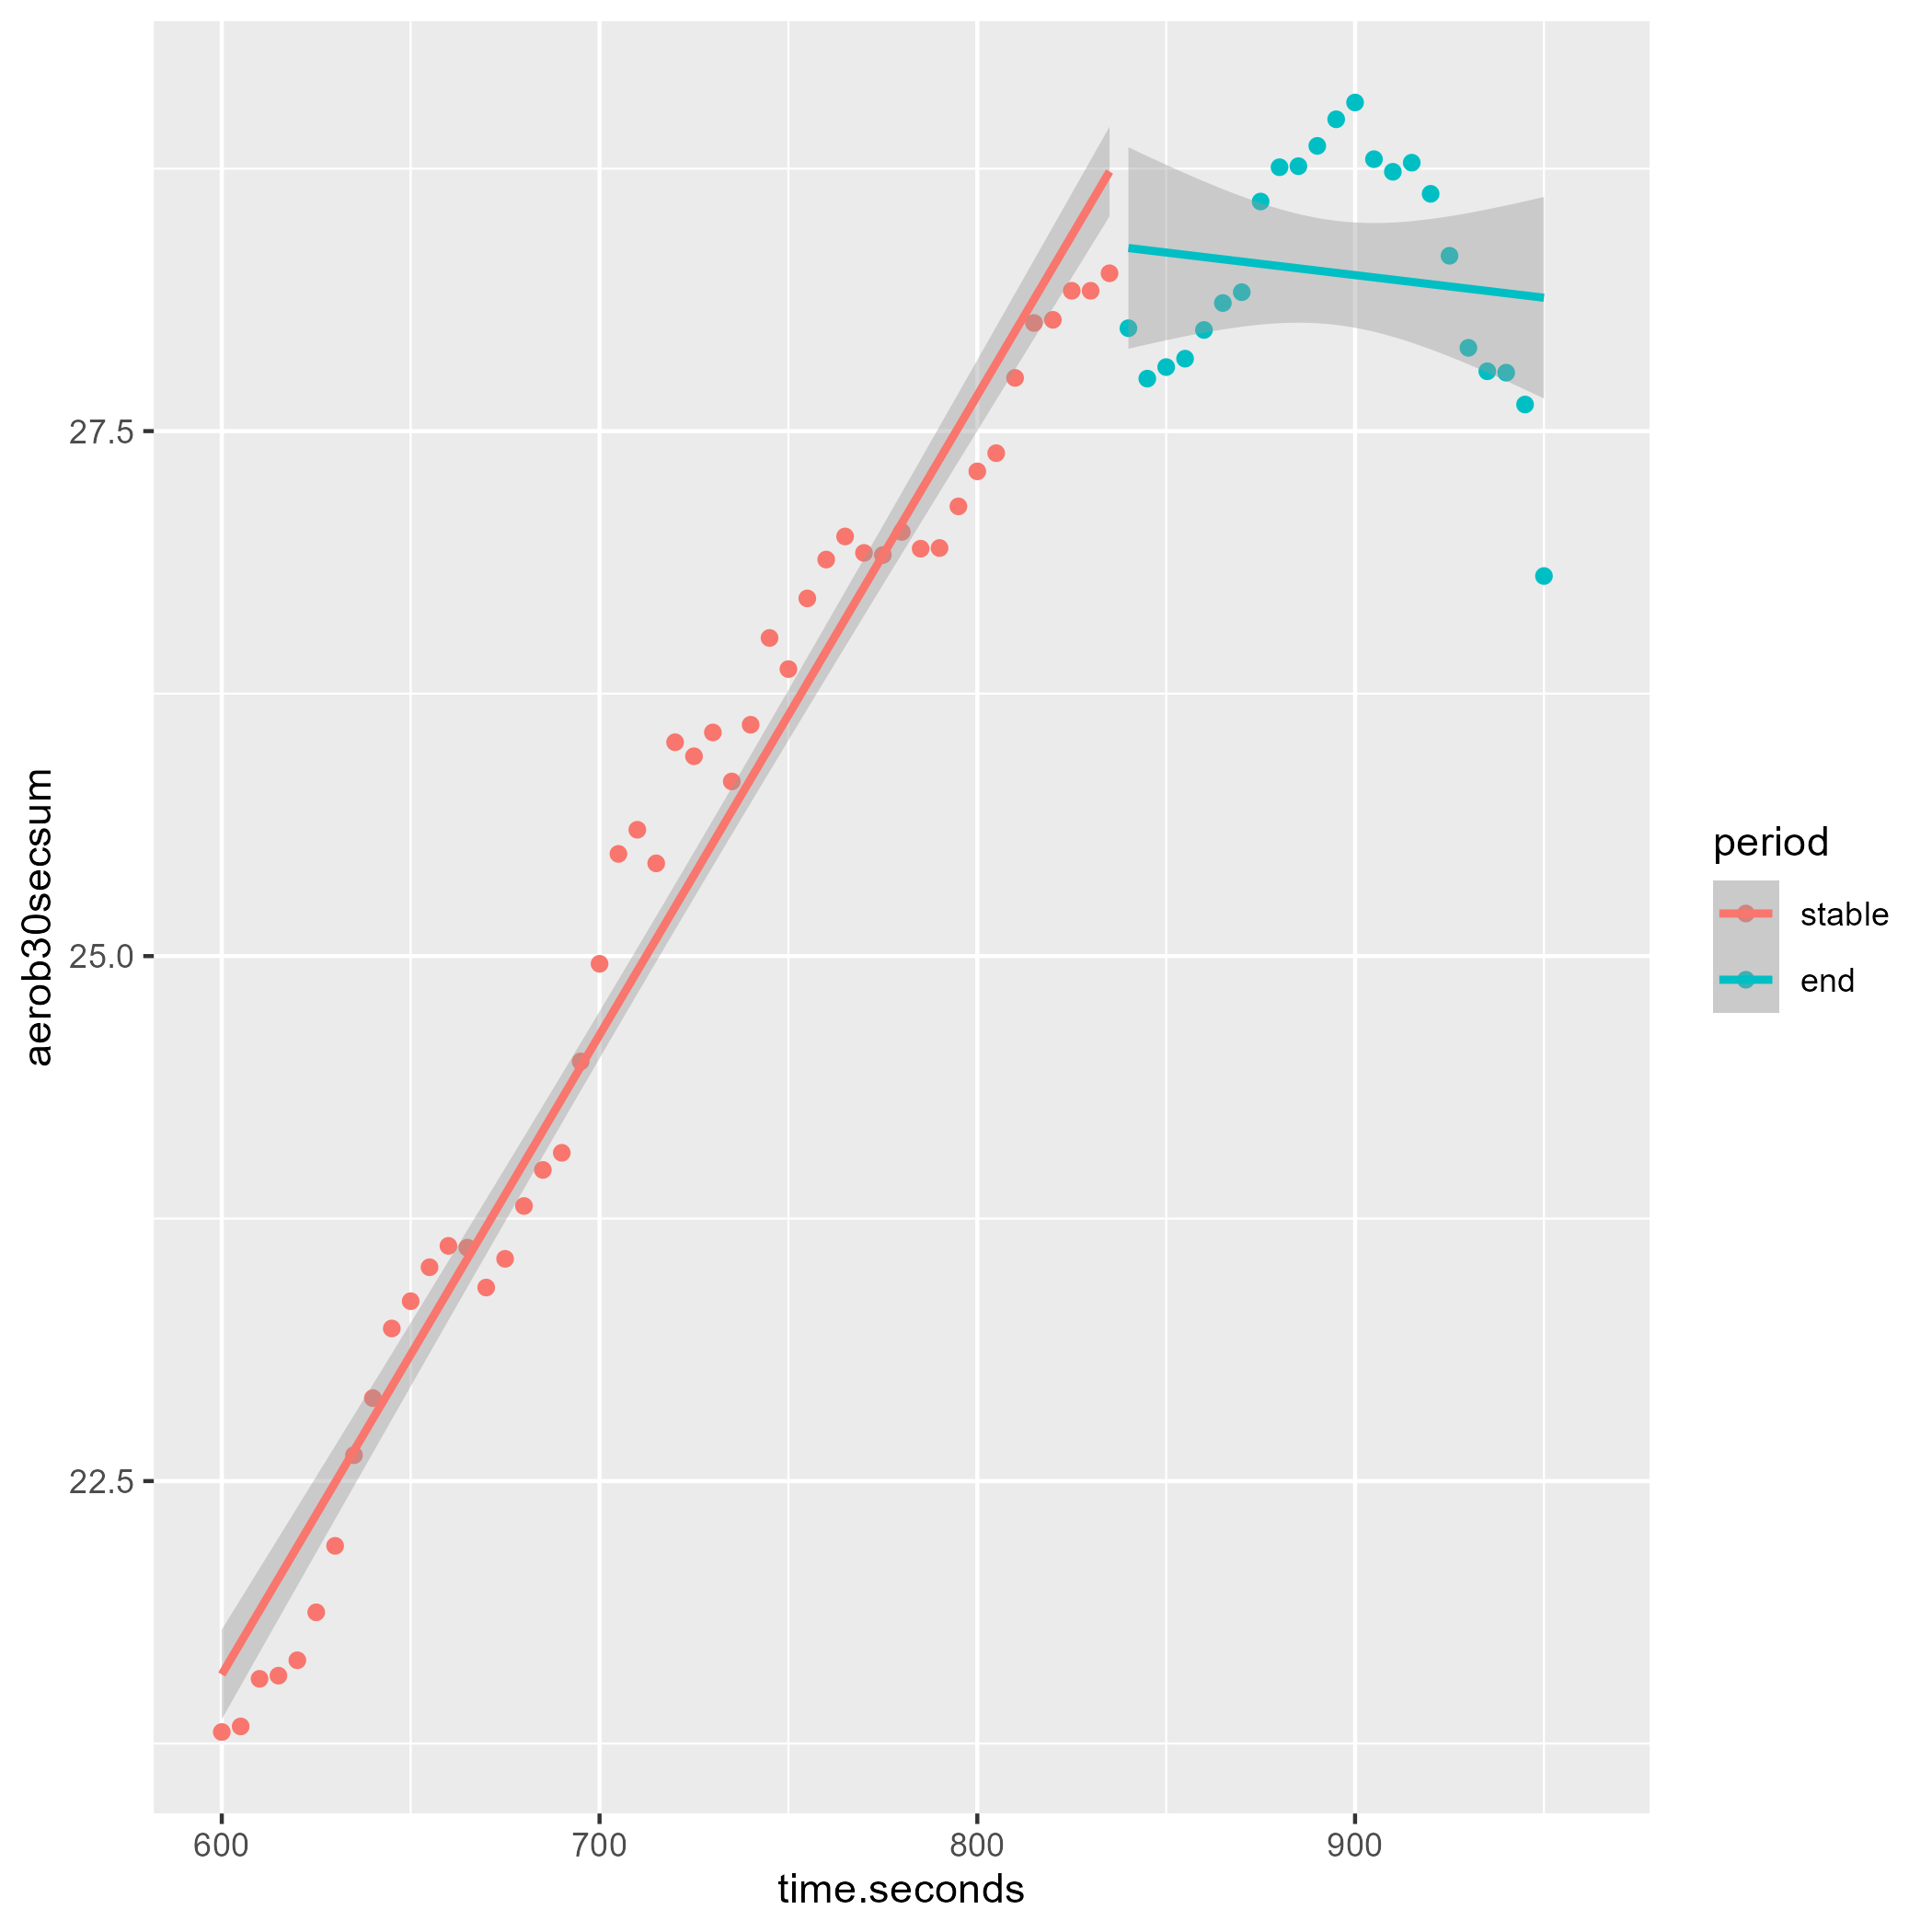 aerob30secsum
27.5
25.0
22.5
600 700 800 900
time.seconds
period
stable
end